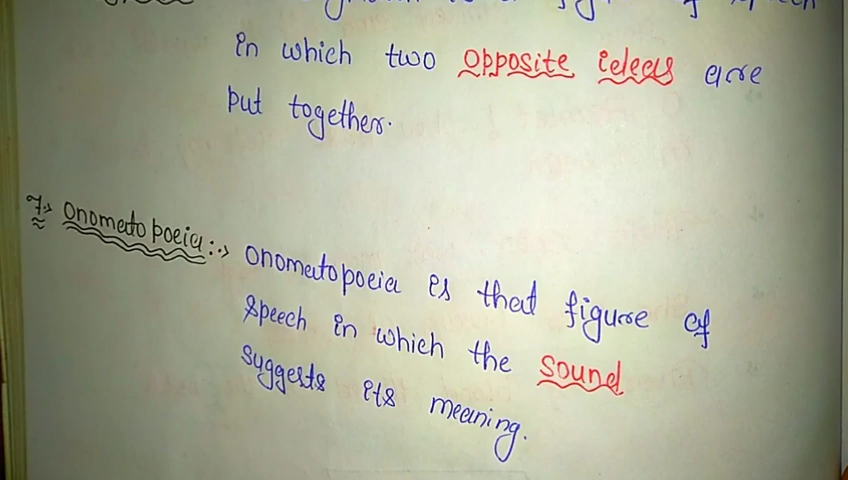 in which two opposite ideas are
put together.
7:> Onomatopoeia::> Onomatopoeia is that figure of
speech in which the sound
suggests its meaning.